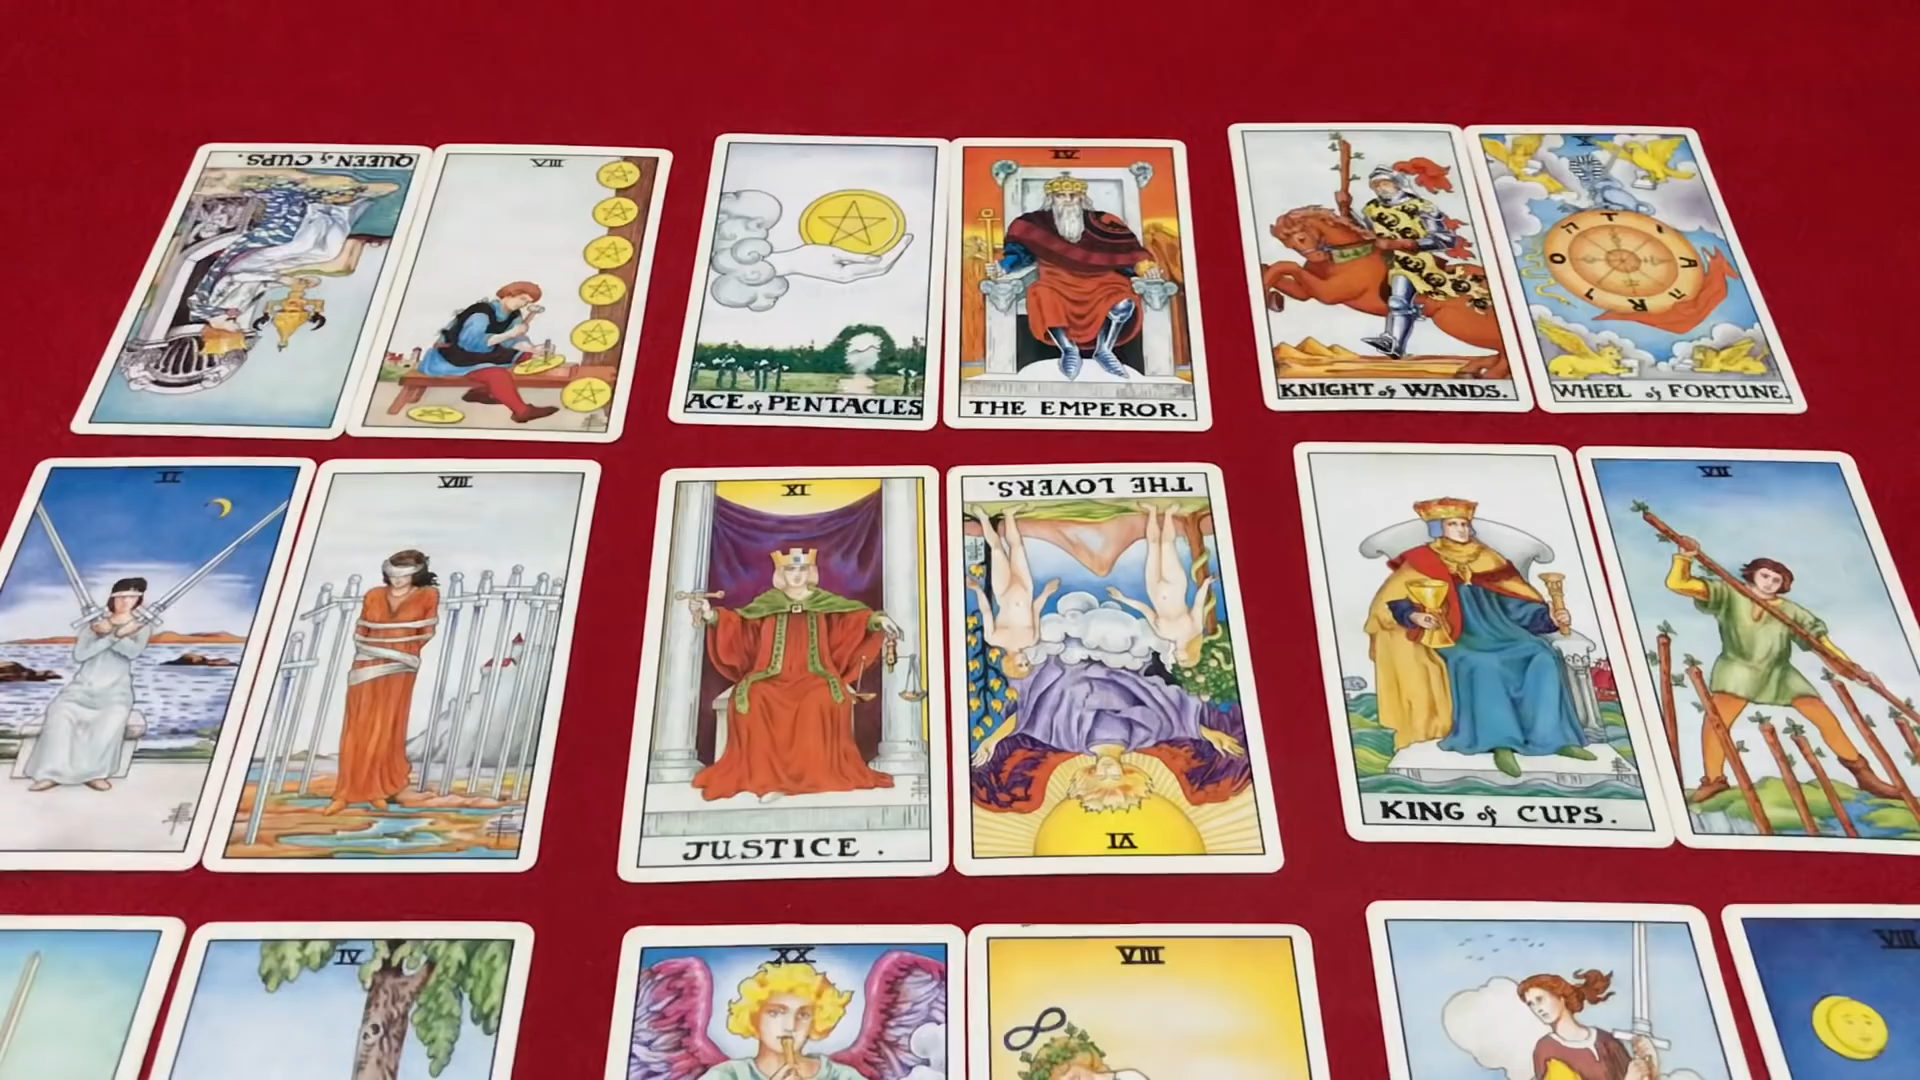 QUEEN of CUPS.
VIII
ACE of PENTACLES
IV
THE EMPEROR.
KNIGHT of WANDS.
X
T A R O
WHEEL of FORTUNE.
II
VIII
XI
JUSTICE.
THE LOVERS.
VI
KING of CUPS.
VII
IV
XX
VIII
VIII